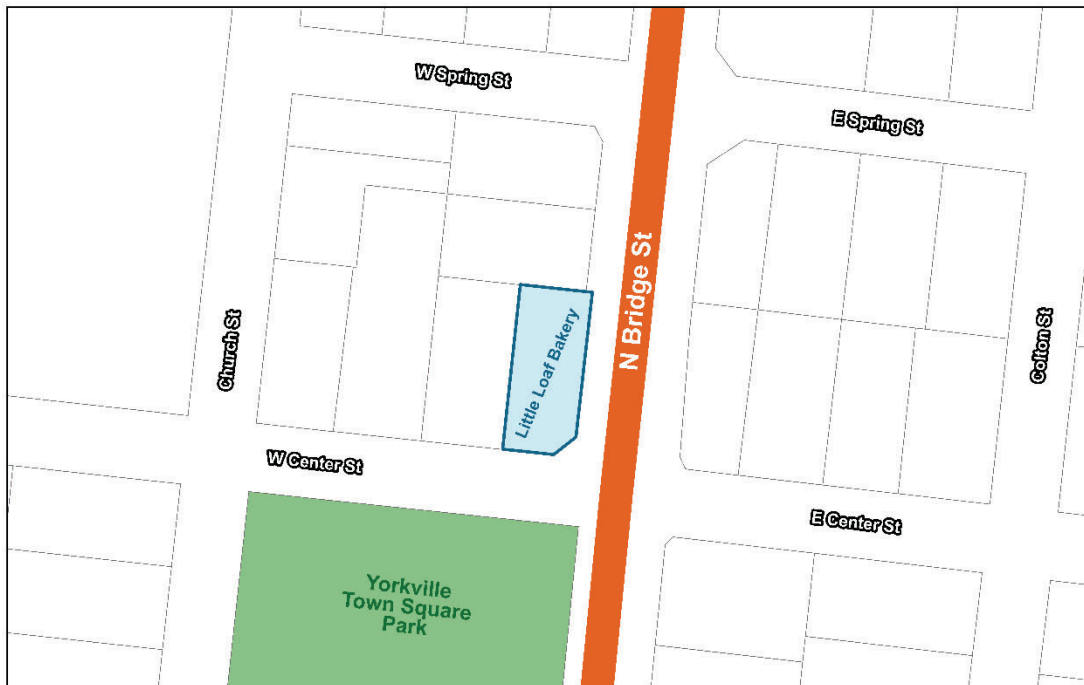 W Spring St
E Spring St
N Bridge St
Little Loaf Bakery
Church St
Colton St
W Center St
E Center St
Yorkville
Town Square
Park